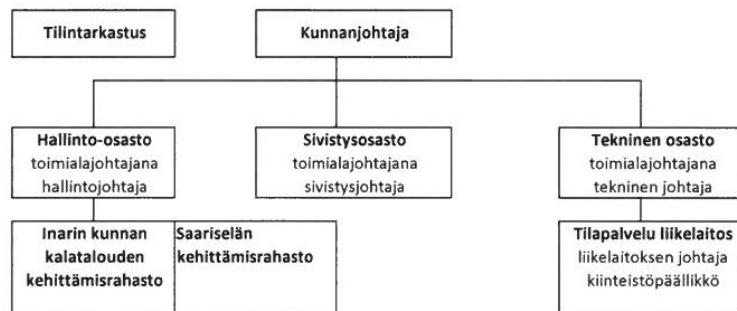 Tilintarkastus
Kunnanjohtaja
Hallinto-osasto
toimialajohtajana
hallintojohtaja
Sivistysosasto
toimialajohtajana
sivistysjohtaja
Tekninen osasto
toimialajohtajana
tekninen johtaja
Inarin kunnan
kalatalouden
kehittämisrahasto
Saariselän
kehittämisrahasto
Tilapalvelu liikelaitos
liikelaitoksen johtaja
kiinteistöpäällikkö